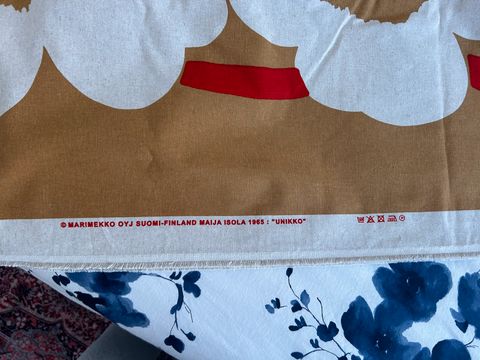 © MARIMEKKO OYJ SUOMI-FINLAND MAIJA ISOLA 1965 : "UNIKKO"